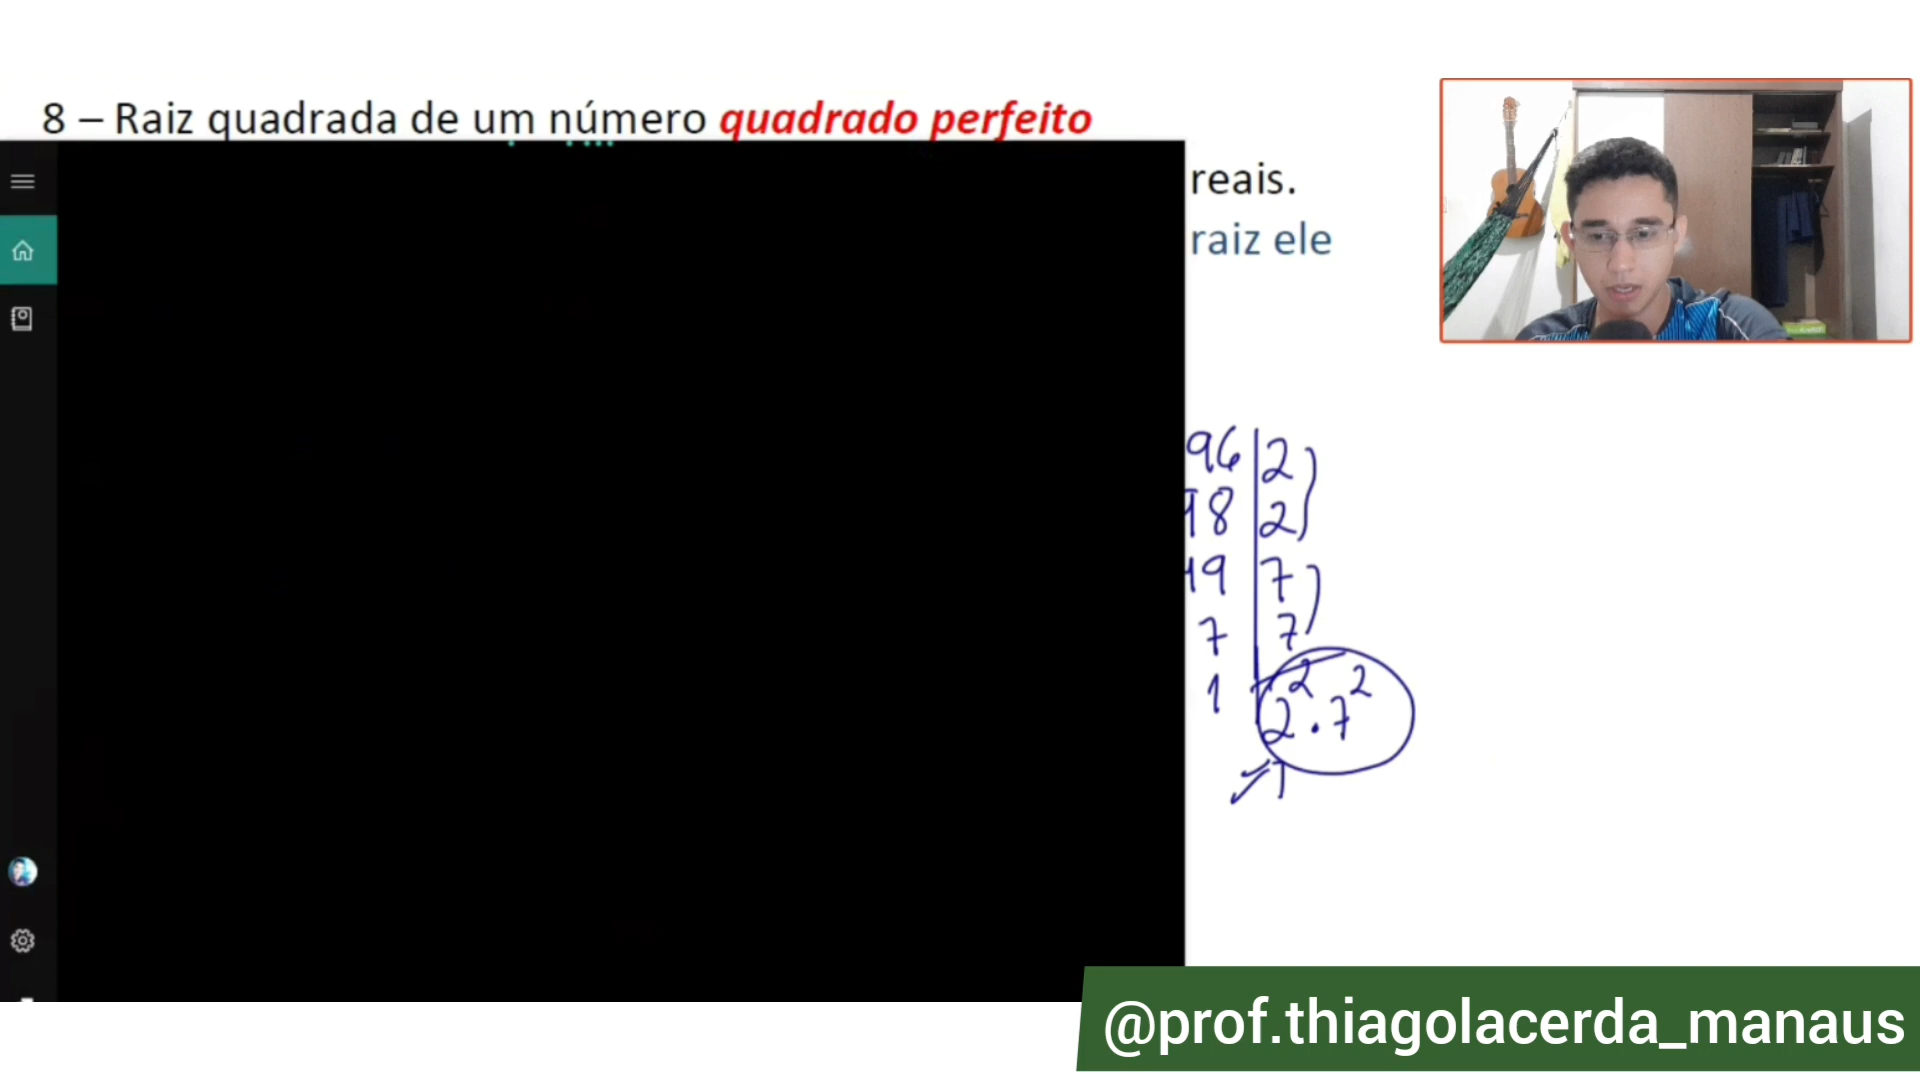 8 – Raiz quadrada de um número quadrado perfeito
reais.
raiz ele
96 | 2
98 | 2
49 | 7
7 | 7
1
2² . 7²
@prof.thiagolacerda_manaus